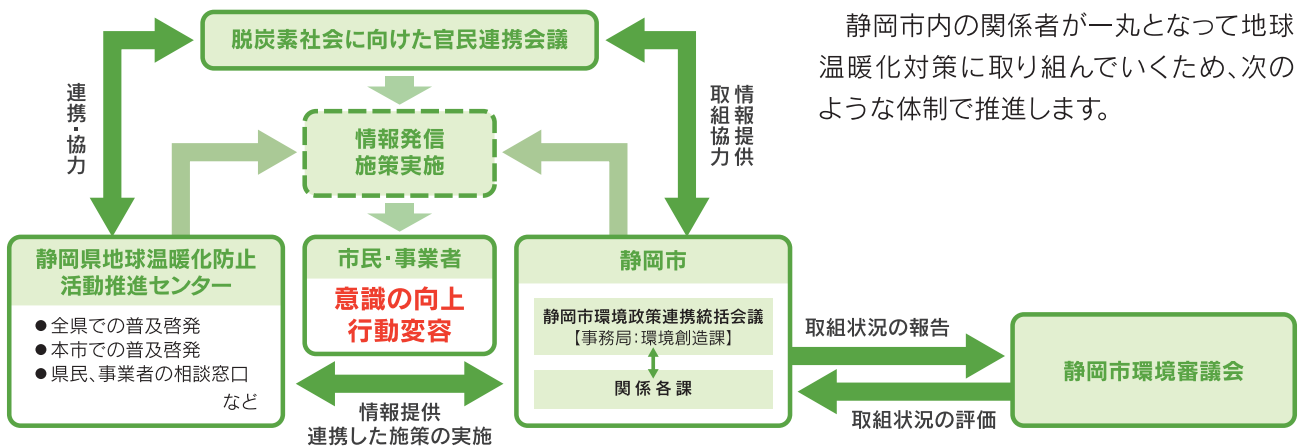 脱炭素社会に向けた官民連携会議
静岡市内の関係者が一丸となって地球
温暖化対策に取り組んでいくため、次の
ような体制で推進します。
連携・協力
情報提供
取組協力
情報発信
施策実施
静岡県地球温暖化防止
活動推進センター
●全県での普及啓発
●本市での普及啓発
●県民、事業者の相談窓口
など
市民・事業者
意識の向上
行動変容
静岡市
静岡市環境政策連携統括会議
【事務局：環境創造課】
関係各課
情報提供
連携した施策の実施
取組状況の報告
取組状況の評価
静岡市環境審議会